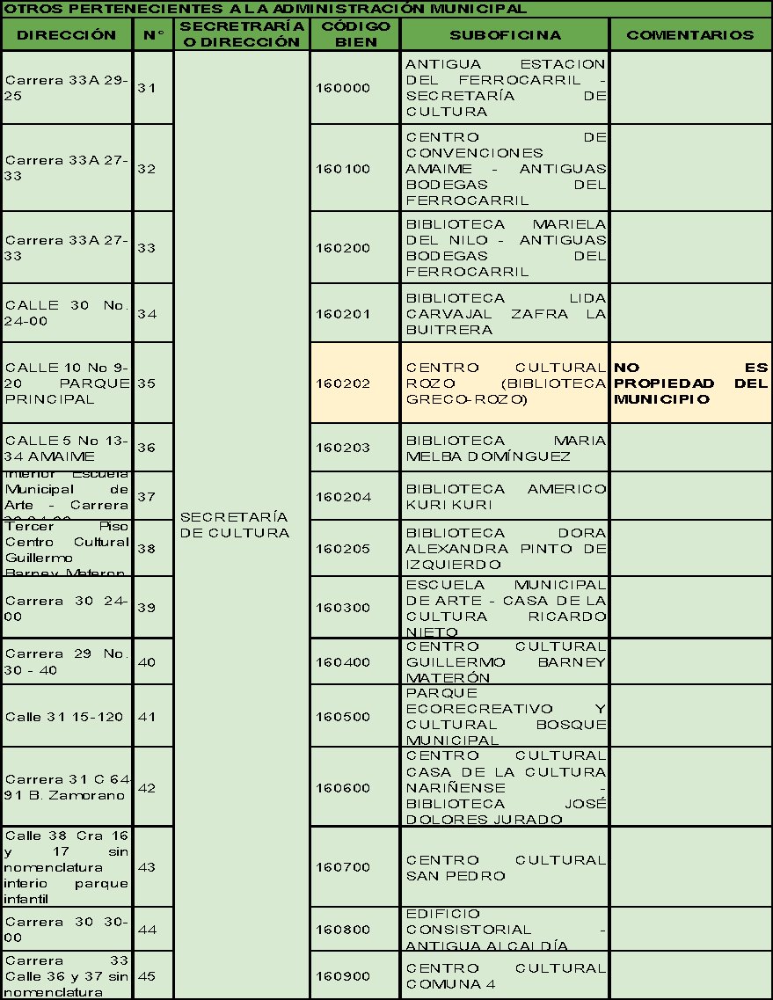 OTROS PERTENECIENTES A LA ADMINISTRACIÓN MUNICIPAL
DIRECCIÓN N° SECRETRARÍA O DIRECCIÓN CÓDIGO BIEN SUBOFICINA COMENTARIOS
Carrera 33A 29-
25
31
160000
ANTIGUA ESTACION
DEL FERROCARRIL -
SECRETARÍA DE
CULTURA
Carrera 33A 27-
33
32
160100
CENTRO DE
CONVENCIONES
AMAIME - ANTIGUAS
BODEGAS DEL
FERROCARRIL
Carrera 33A 27-
33
33
160200
BIBLIOTECA MARIELA
DEL NILO - ANTIGUAS
BODEGAS DEL
FERROCARRIL
CALLE 30 No.
24-00
34
160201
BIBLIOTECA LIDA
CARVAJAL ZAFRA LA
BUITRERA
CALLE 10 No 9-
20 PARQUE
PRINCIPAL
35
160202
CENTRO CULTURAL
ROZO (BIBLIOTECA
GRECO-ROZO)
NO ES
PROPIEDAD DEL
MUNICIPIO
CALLE 5 No 13-
34 AMAIME
36
160203
BIBLIOTECA MARIA
MELBA DOMÍNGUEZ
Interior Escuela
Municipal de
Arte - Carrera
37
160204
BIBLIOTECA AMERICO
KURI KURI
SECRETARÍA
DE CULTURA
Tercer Piso
Centro Cultural
Guillermo
Barney Materon
38
160205
BIBLIOTECA DORA
ALEXANDRA PINTO DE
IZQUIERDO
Carrera 30 24-
00
39
160300
ESCUELA MUNICIPAL
DE ARTE - CASA DE LA
CULTURA RICARDO
NIETO
Carrera 29 No.
30 - 40
40
160400
CENTRO CULTURAL
GUILLERMO BARNEY
MATERÓN
Calle 31 15-120
41
160500
PARQUE
ECORECREATIVO Y
CULTURAL BOSQUE
MUNICIPAL
Carrera 31 C 64-
91 B. Zamorano
42
160600
CENTRO CULTURAL
CASA DE LA CULTURA
NARIÑENSE -
BIBLIOTECA JOSÉ
DOLORES JURADO
Calle 38 Cra 16
y 17 sin
nomenclatura
interio parque
infantil
43
160700
CENTRO CULTURAL
SAN PEDRO
Carrera 30 30-
00
44
160800
EDIFICIO
CONSISTORIAL -
ANTIGUA ALCALDÍA
Carrera 33
Calle 36 y 37 sin
nomenclatura
45
160900
CENTRO CULTURAL
COMUNA 4